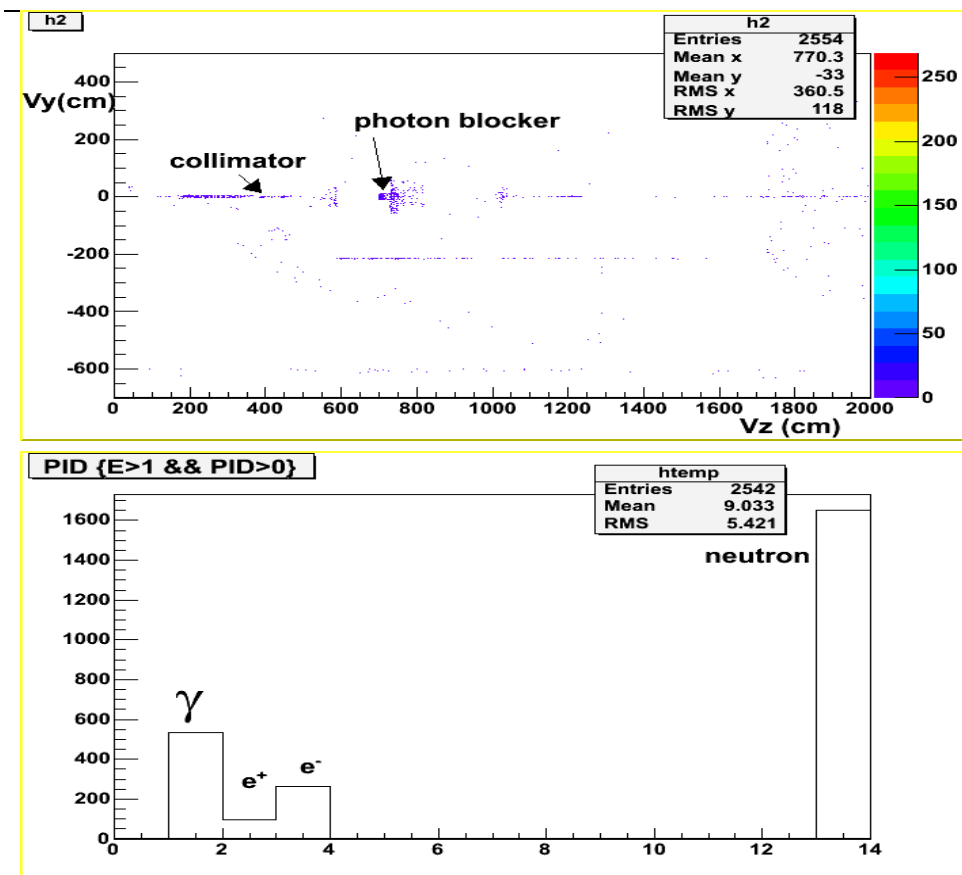 h2
h2
Entries 2554
Mean x 770.3
Mean y -33
RMS x 360.5
RMS y 118
Vy(cm)
400
200
0
-200
-400
-600
photon blocker
collimator
250
200
150
100
50
0
0 200 400 600 800 1000 1200 1400 1600 1800 2000
Vz (cm)
PID {E>1 && PID>0}
htemp
Entries 2542
Mean 9.033
RMS 5.421
neutron
1600
1400
1200
1000
800
600
400
200
0
γ
e+
e-
0 2 4 6 8 10 12 14